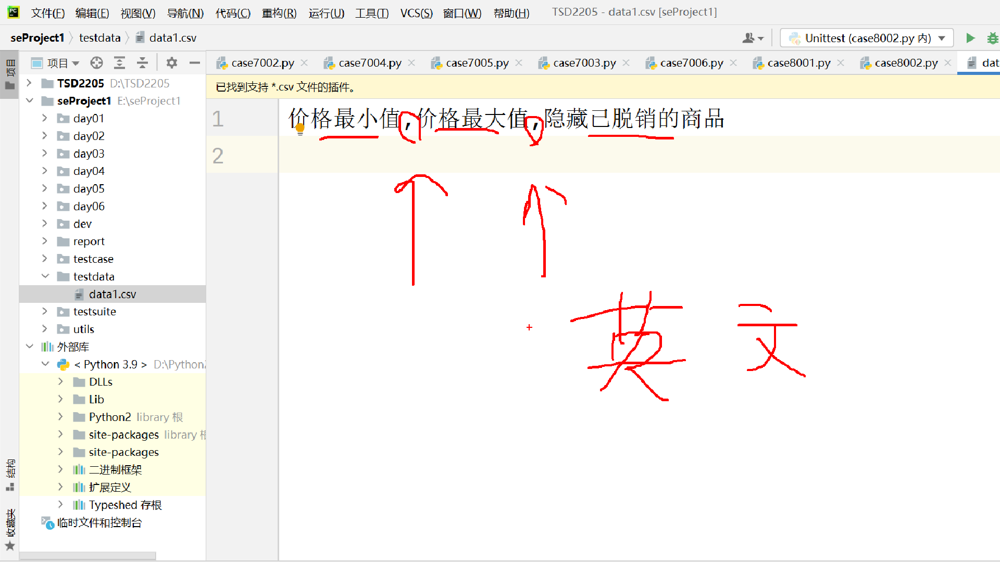 文件(F) 编辑(E) 视图(V) 导航(N) 代码(C) 重构(R) 运行(U) 工具(T) VCS(S) 窗口(W) 帮助(H) TSD2205 - data1.csv [seProject1]
seProject1 testdata data1.csv Unittest (case8002.py 内)
项目 case7002.py case7004.py case7005.py case7003.py case7006.py case8001.py case8002.py dat
项目
已找到支持 *.csv 文件的插件。
TSD2205 D:\TSD2205
seProject1 E:\seProject1
day01
day02
day03
day04
day05
day06
dev
report
testcase
testdata
data1.csv
testsuite
utils
外部库
< Python 3.9 > D:\Python
DLLs
Lib
Python2 library 根
site-packages library 根
site-packages
二进制框架
扩展定义
Typeshed 存根
临时文件和控制台
结构
收藏夹
1 价格最小值,价格最大值,隐藏已脱销的商品
2
英文